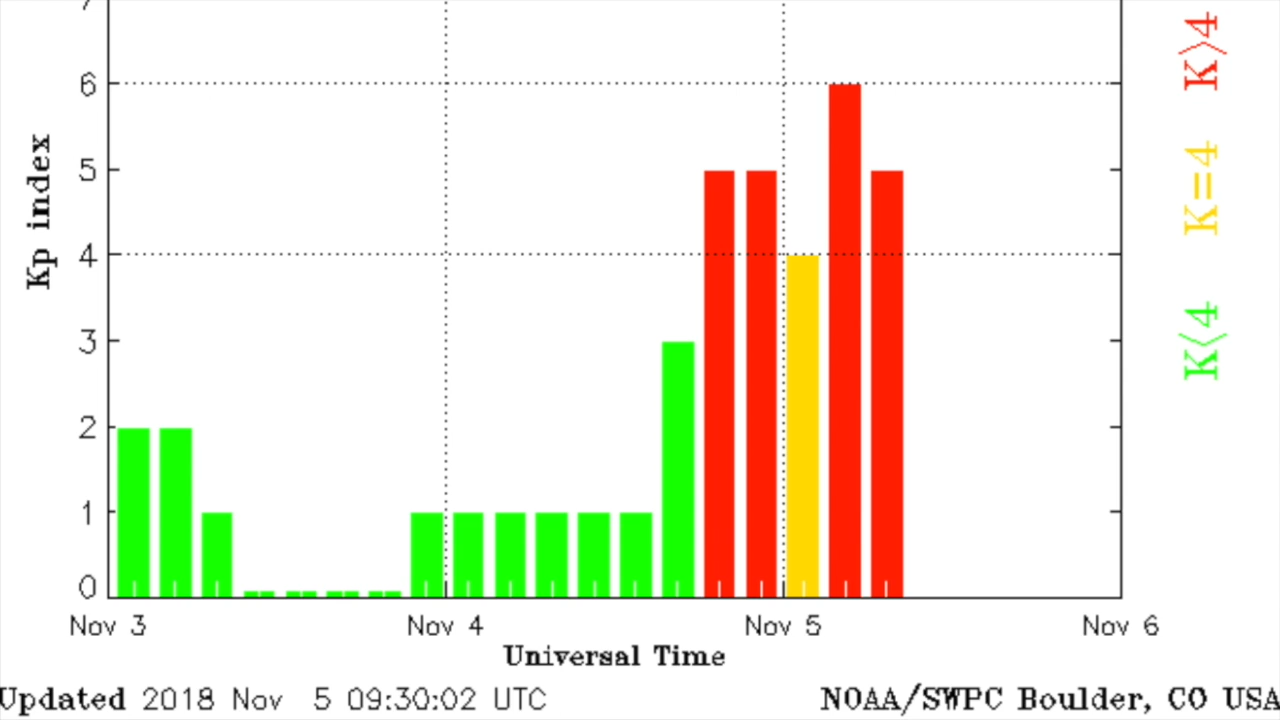 7
6
5
4
3
2
1
0
Kp index
Nov 3 Nov 4 Nov 5 Nov 6
Universal Time
Updated 2018 Nov 5 09:30:02 UTC
NOAA/SWPC Boulder, CO USA
K>4
K=4
K<4